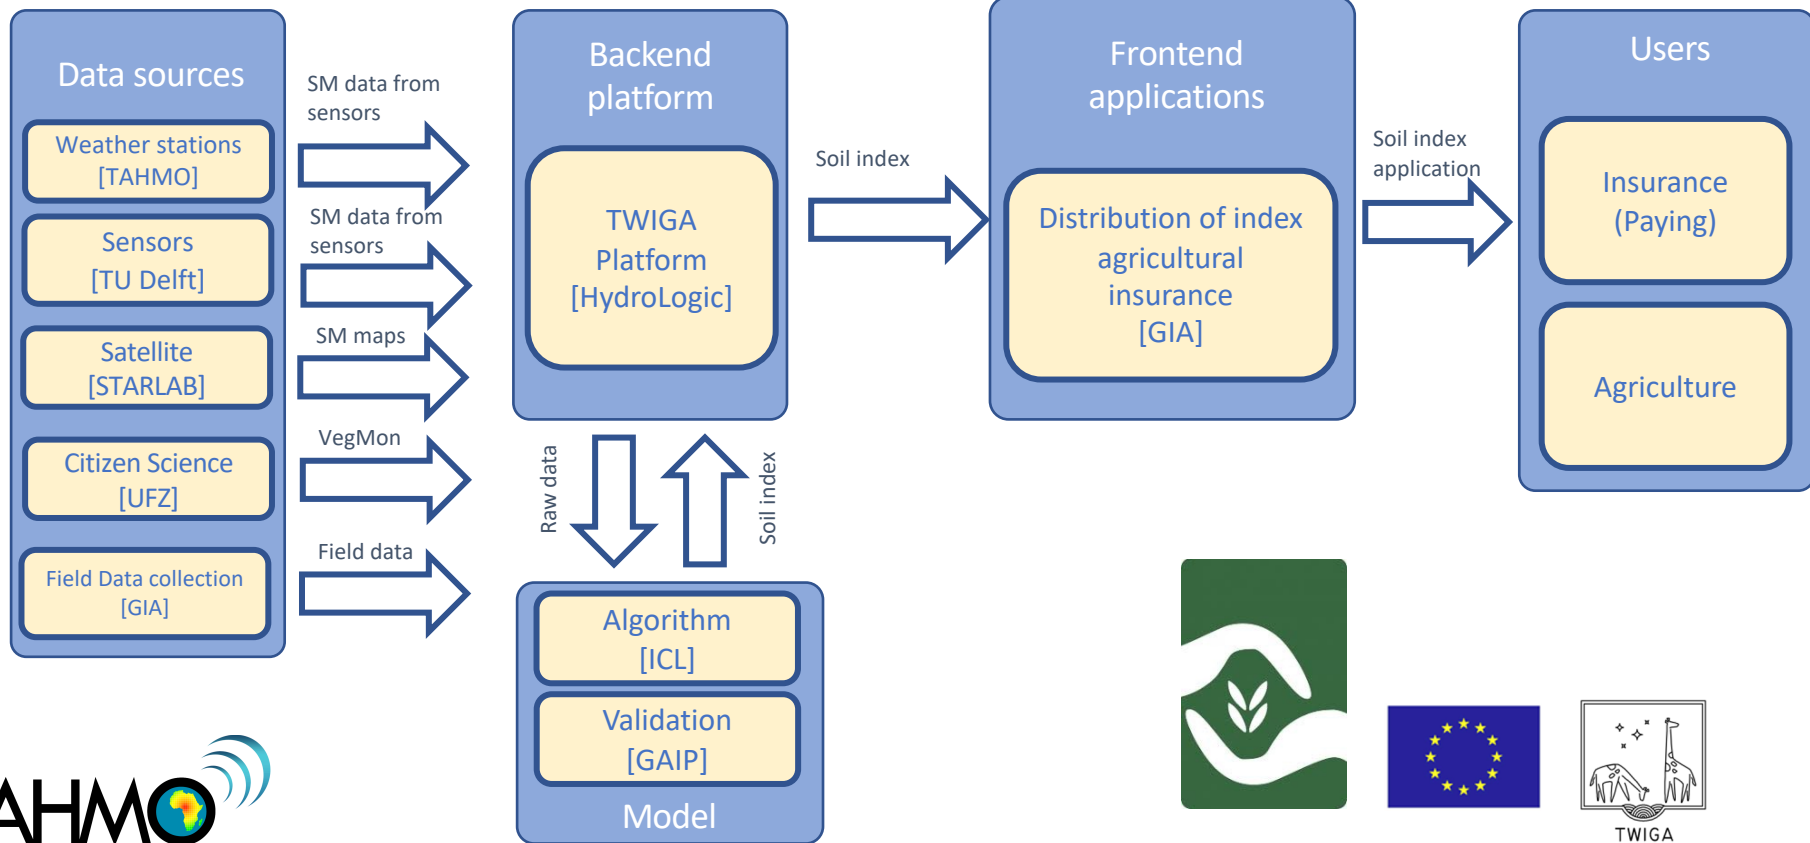 Data sources
Weather stations
[TAHMO]
Sensors
[TU Delft]
Satellite
[STARLAB]
Citizen Science
[UFZ]
Field Data collection
[GIA]
SM data from
sensors
SM data from
sensors
SM maps
VegMon
Field data
Backend
platform
TWIGA
Platform
[HydroLogic]
Raw data
Soil index
Algorithm
[ICL]
Validation
[GAIP]
Model
Soil index
Frontend
applications
Distribution of index
agricultural
insurance
[GIA]
Soil index
application
Users
Insurance
(Paying)
Agriculture
AHMO
TWIGA